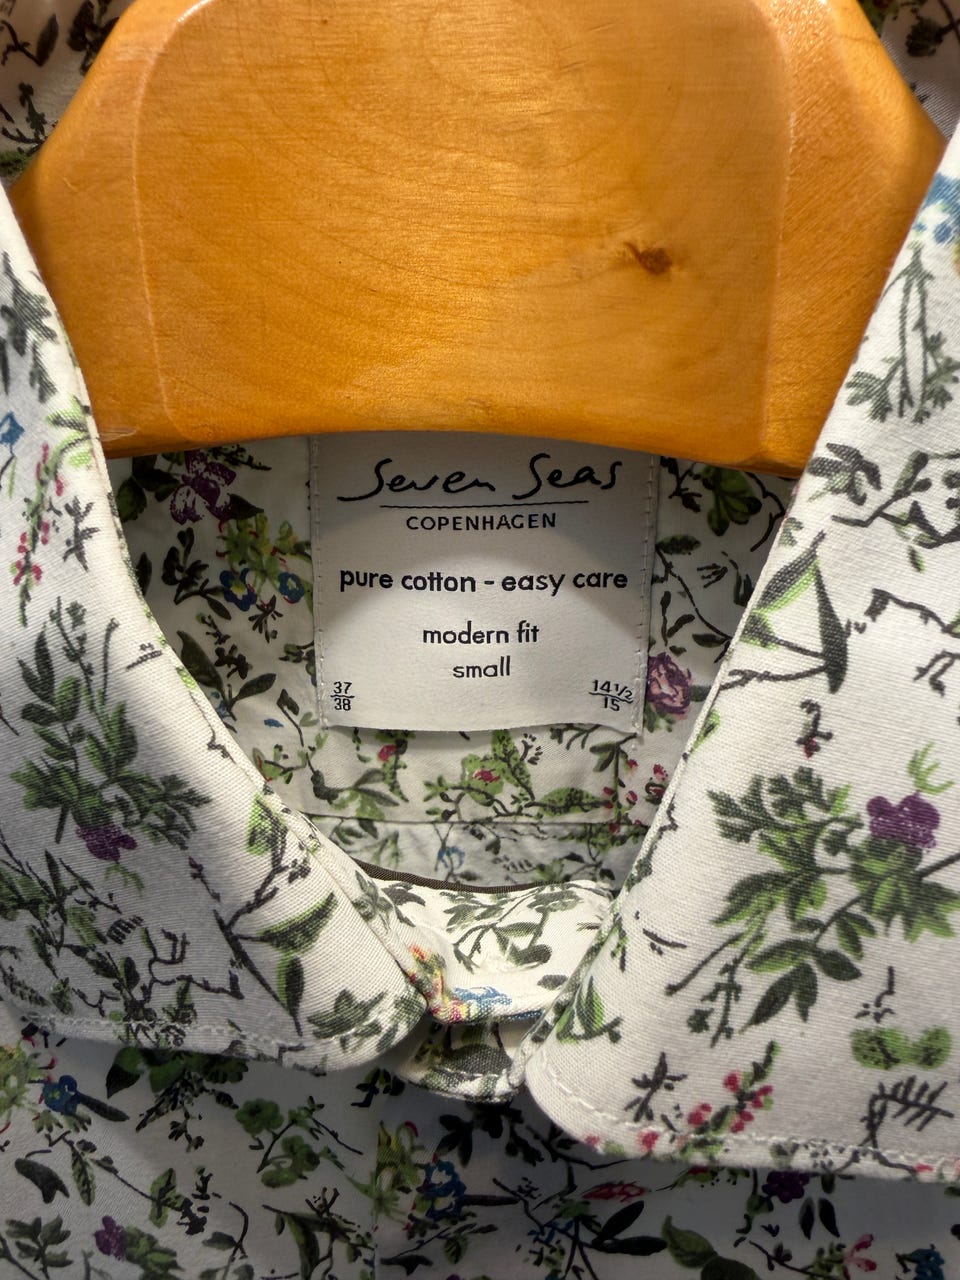 Seven Seas
COPENHAGEN
pure cotton - easy care
modern fit
small
37/38 14 1/2/15